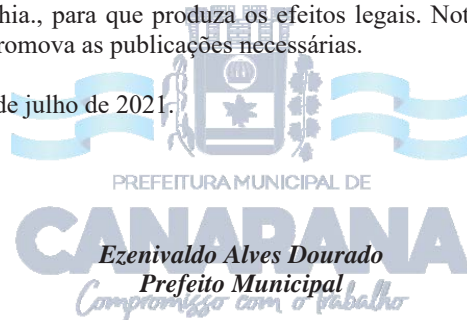 hia., para que produza os efeitos legais. Not
romova as publicações necessárias.
de julho de 2021.
PREFEITURA MUNICIPAL DE
CANARANA
Ezenivaldo Alves Dourado
Prefeito Municipal
Compromisso com o trabalho